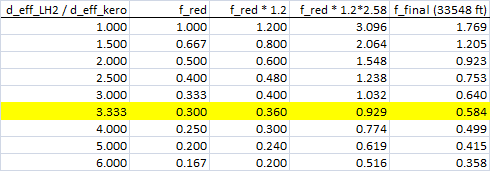 d_eff_LH2 / d_eff_kero f_red f_red * 1.2 f_red * 1.2*2.58 f_final (33548 ft)
1.000 1.000 1.200 3.096 1.769
1.500 0.667 0.800 2.064 1.205
2.000 0.500 0.600 1.548 0.923
2.500 0.400 0.480 1.238 0.753
3.000 0.333 0.400 1.032 0.640
3.333 0.300 0.360 0.929 0.584
4.000 0.250 0.300 0.774 0.499
5.000 0.200 0.240 0.619 0.415
6.000 0.167 0.200 0.516 0.358